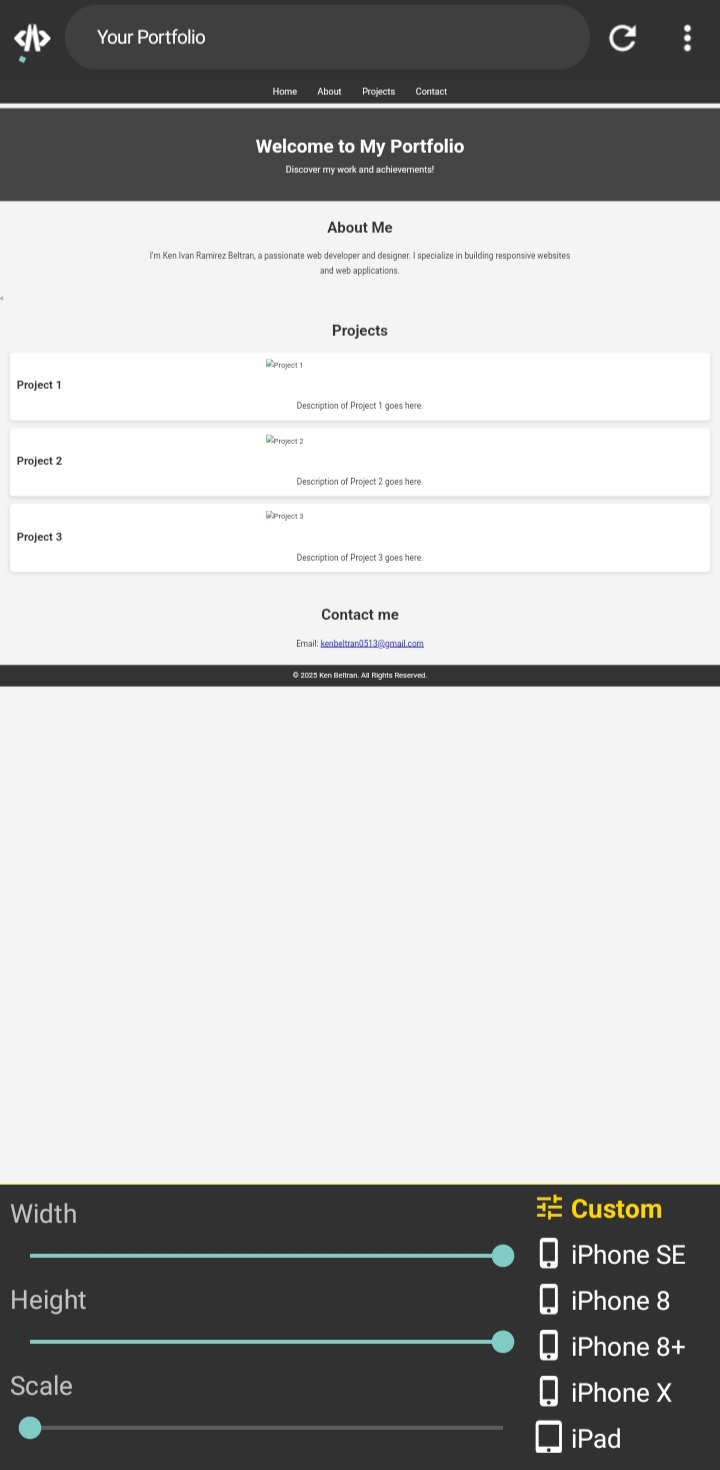 Your Portfolio
Home About Projects Contact
Welcome to My Portfolio
Discover my work and achievements!
About Me
I'm Ken Ivan Ramirez Beltran, a passionate web developer and designer. I specialize in building responsive websites
and web applications.
<
Projects
Project 1
Project 1
Description of Project 1 goes here.
Project 2
Project 2
Description of Project 2 goes here.
Project 3
Project 3
Description of Project 3 goes here.
Contact me
Email: kenbeltran0513@gmail.com
© 2025 Ken Beltran. All Rights Reserved.
Width
Height
Scale
Custom
iPhone SE
iPhone 8
iPhone 8+
iPhone X
iPad